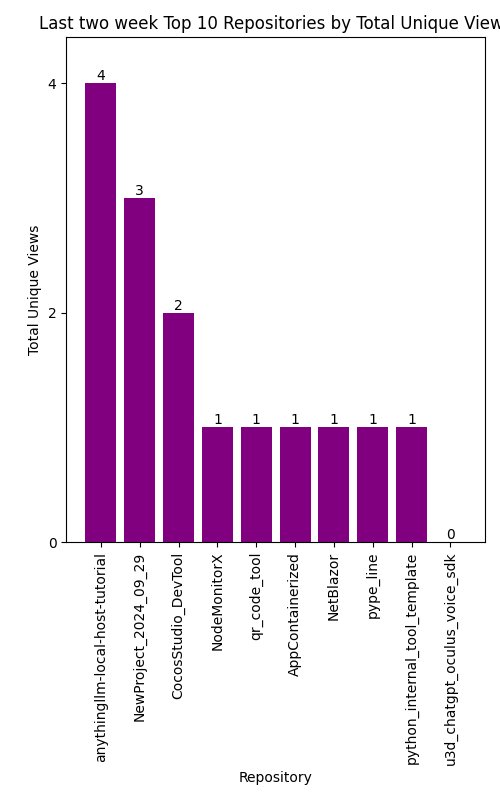 Last two week Top 10 Repositories by Total Unique View
4
3
2
1
1
1
1
1
1
0
4
2
0
Total Unique Views
anythingllm-local-host-tutorial
NewProject_2024_09_29
CocosStudio_DevTool
NodeMonitorX
qr_code_tool
AppContainerized
NetBlazor
pype_line
python_internal_tool_template
u3d_chatgpt_oculus_voice_sdk
Repository